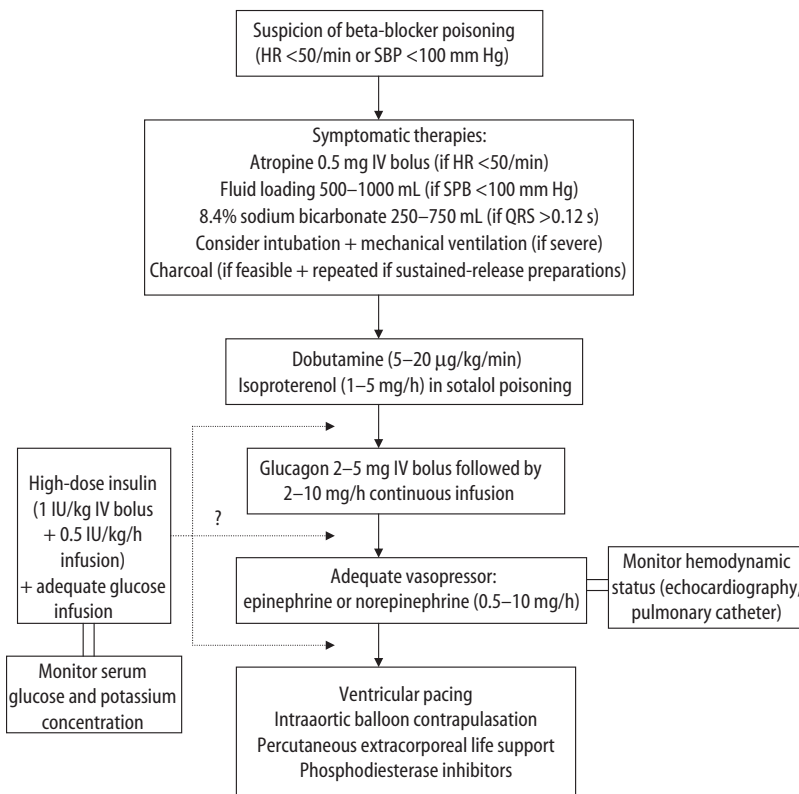 Suspicion of beta-blocker poisoning
(HR <50/min or SBP <100 mm Hg)
Symptomatic therapies:
Atropine 0.5 mg IV bolus (if HR <50/min)
Fluid loading 500–1000 mL (if SPB <100 mm Hg)
8.4% sodium bicarbonate 250–750 mL (if QRS >0.12 s)
Consider intubation + mechanical ventilation (if severe)
Charcoal (if feasible + repeated if sustained-release preparations)
Dobutamine (5–20 μg/kg/min)
Isoproterenol (1–5 mg/h) in sotalol poisoning
Glucagon 2–5 mg IV bolus followed by
2–10 mg/h continuous infusion
High-dose insulin
(1 IU/kg IV bolus
+ 0.5 IU/kg/h
infusion)
+ adequate glucose
infusion
?
Adequate vasopressor:
epinephrine or norepinephrine (0.5–10 mg/h)
Monitor hemodynamic
status (echocardiography,
pulmonary catheter)
Monitor serum
glucose and potassium
concentration
Ventricular pacing
Intraaortic balloon contrapulasation
Percutaneous extracorporeal life support
Phosphodiesterase inhibitors